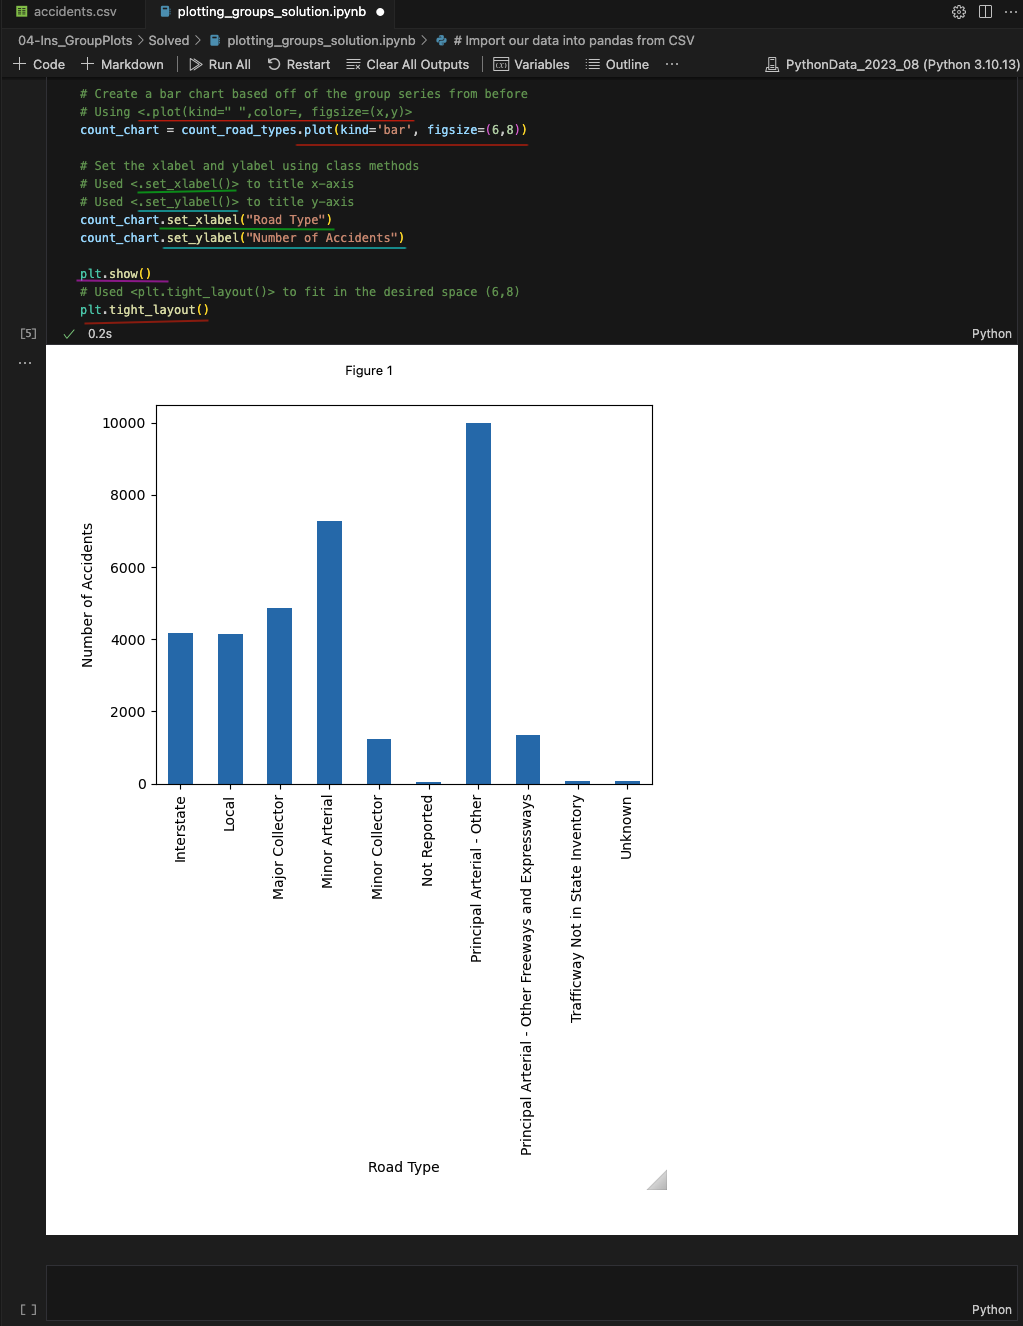 accidents.csv
plotting_groups_solution.ipynb
04-Ins_GroupPlots > Solved > plotting_groups_solution.ipynb > # Import our data into pandas from CSV
+ Code + Markdown | Run All Restart Clear All Outputs | Variables Outline ... PythonData_2023_08 (Python 3.10.13)
# Create a bar chart based off of the group series from before
# Using <.plot(kind=" ",color=, figsize=(x,y)>
count_chart = count_road_types.plot(kind='bar', figsize=(6,8))
# Set the xlabel and ylabel using class methods
# Used <.set_xlabel()> to title x-axis
# Used <.set_ylabel()> to title y-axis
count_chart.set_xlabel("Road Type")
count_chart.set_ylabel("Number of Accidents")
plt.show()
# Used <plt.tight_layout()> to fit in the desired space (6,8)
plt.tight_layout()
[5] 0.2s Python
...
Figure 1
Number of Accidents
10000
8000
6000
4000
2000
0
Interstate
Local
Major Collector
Minor Arterial
Minor Collector
Not Reported
Principal Arterial - Other
Principal Arterial - Other Freeways and Expressways
Trafficway Not in State Inventory
Unknown
Road Type
[ ] Python